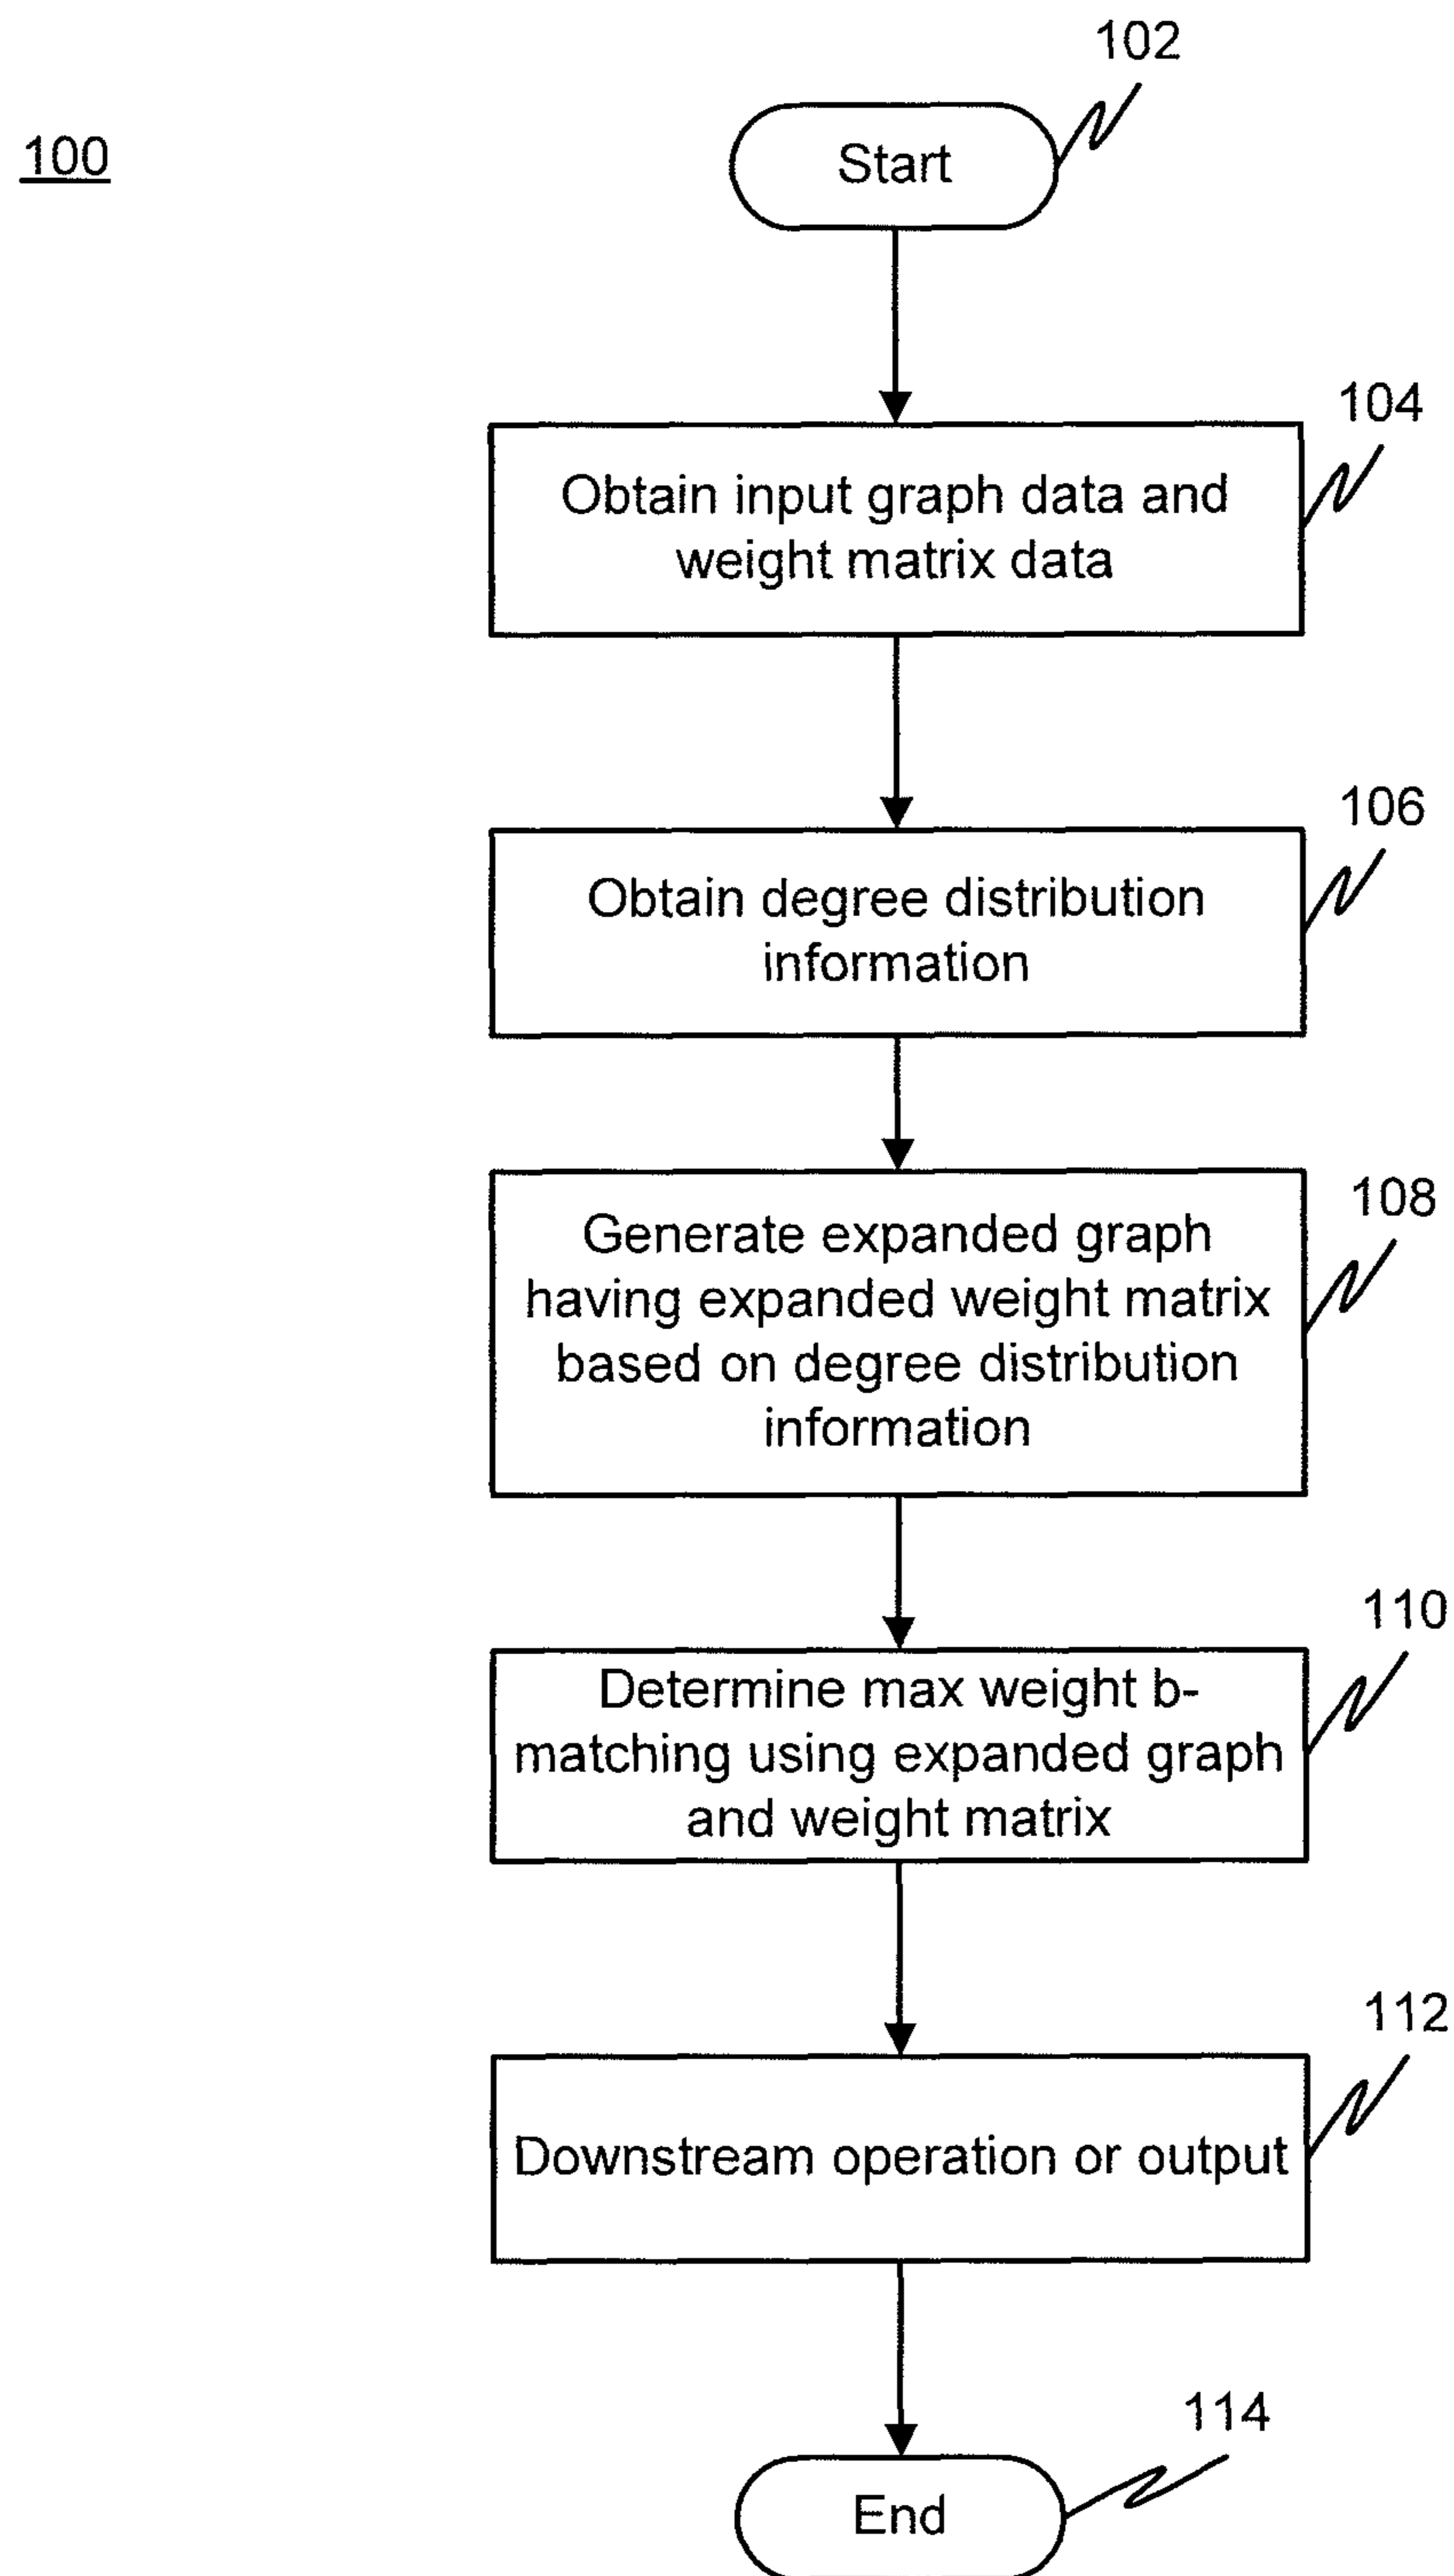 102
100
Start
104
Obtain input graph data and
weight matrix data
106
Obtain degree distribution
information
108
Generate expanded graph
having expanded weight matrix
based on degree distribution
information
110
Determine max weight b-
matching using expanded graph
and weight matrix
112
Downstream operation or output
114
End